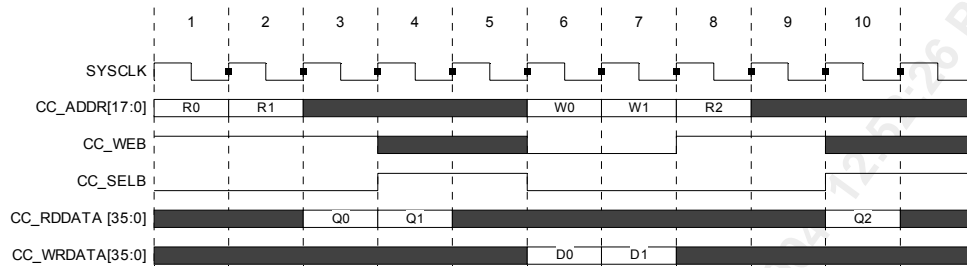 1 2 3 4 5 6 7 8 9 10
SYSCLK
CC_ADDR[17:0] R0 R1 W0 W1 R2
CC_WEB
CC_SELB
CC_RDDATA [35:0] Q0 Q1 Q2
CC_WRDATA[35:0] D0 D1